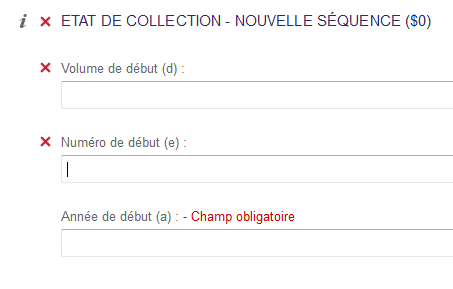 i ETAT DE COLLECTION - NOUVELLE SÉQUENCE ($0)
Volume de début (d) :
Numéro de début (e) :
Année de début (a) : - Champ obligatoire